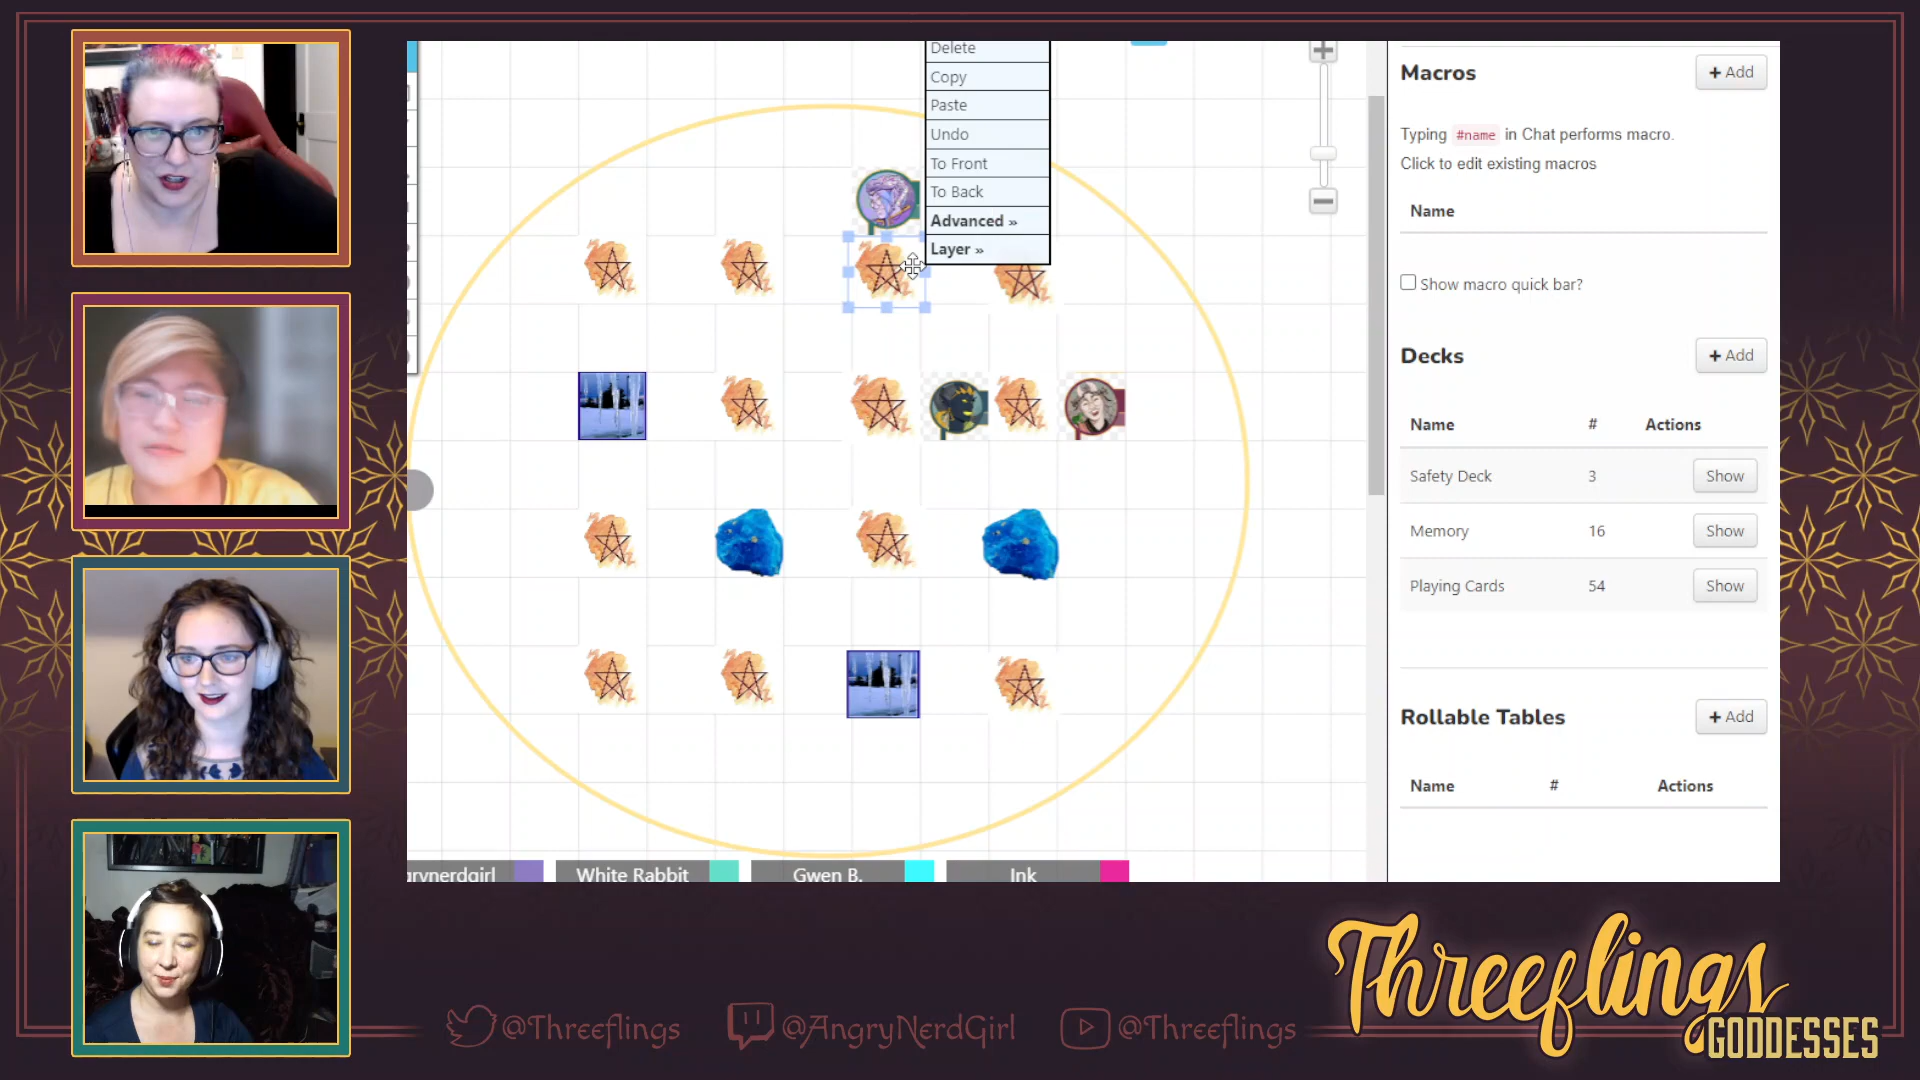 Delete
Copy
Paste
Undo
To Front
To Back
Advanced »
Layer »
arynerdgirl
White Rabbit
Gwen B.
Ink
Macros
+ Add
Typing #name in Chat performs macro.
Click to edit existing macros
Name
Show macro quick bar?
Decks
+ Add
Name # Actions
Safety Deck 3 Show
Memory 16 Show
Playing Cards 54 Show
Rollable Tables
+ Add
Name # Actions
@Threeflings
@AngryNerdGirl
@Threeflings
Threeflings
GODDESSES